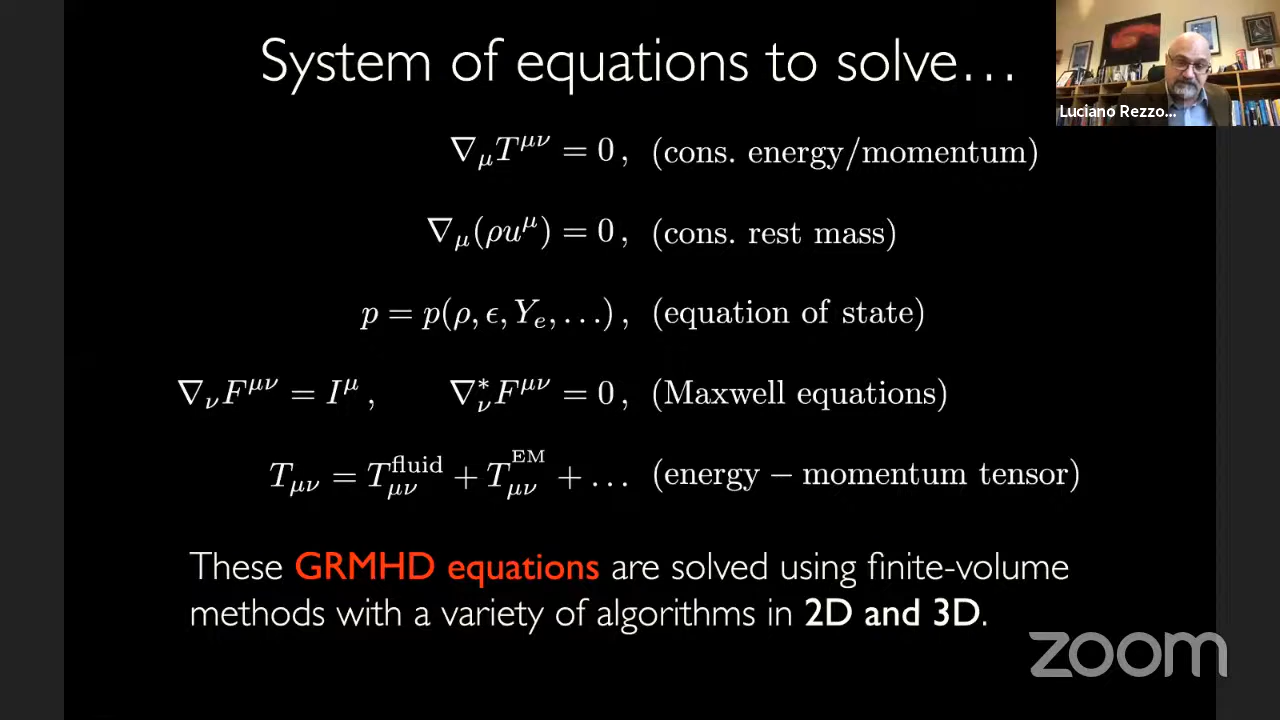 System of equations to solve…
Luciano Rezzo...
∇_μ T^{μν} = 0 , (cons. energy/momentum)
∇_μ(ρu^μ) = 0 , (cons. rest mass)
p = p(ρ, ϵ, Y_e, . . .) , (equation of state)
∇_ν F^{μν} = I^μ , ∇^*_ν F^{μν} = 0 , (Maxwell equations)
T_{μν} = T^{fluid}_{μν} + T^{EM}_{μν} + . . . (energy − momentum tensor)
These GRMHD equations are solved using finite-volume
methods with a variety of algorithms in 2D and 3D.
zoom